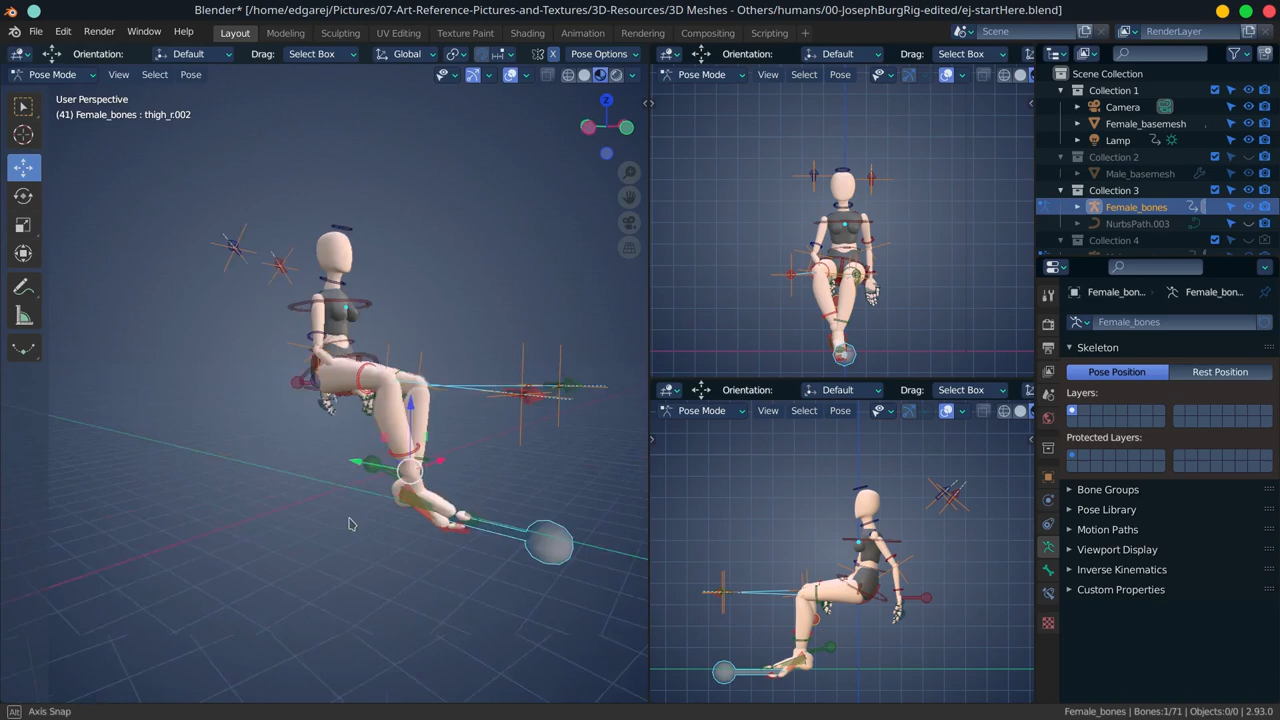 Blender* [/home/edgarej/Pictures/07-Art-Reference-Pictures-and-Textures/3D-Resources/3D Meshes - Others/humans/00-JosephBurgRig-edited/ej-startHere.blend]
File Edit Render Window Help Layout Modeling Sculpting UV Editing Texture Paint Shading Animation Rendering Compositing Scripting + Scene RenderLayer
Orientation: Default Drag: Select Box Global Pose Options
Pose Mode View Select Pose
User Perspective
(41) Female_bones : thigh_r.002
Z
Orientation: Default Drag: Select Box
Pose Mode View Select Pose
Orientation: Default Drag: Select Box
Pose Mode View Select Pose
Scene Collection
Collection 1
Camera
Female_basemesh
Lamp
Collection 2
Male_basemesh
Collection 3
Female_bones
NurbsPath.003
Collection 4
Female_bon... Female_bon...
Female_bones
Skeleton
Pose Position Rest Position
Layers:
Protected Layers:
Bone Groups
Pose Library
Motion Paths
Viewport Display
Inverse Kinematics
Custom Properties
Alt Axis Snap
Female_bones | Bones:1/71 | Objects:0/0 | 2.93.0